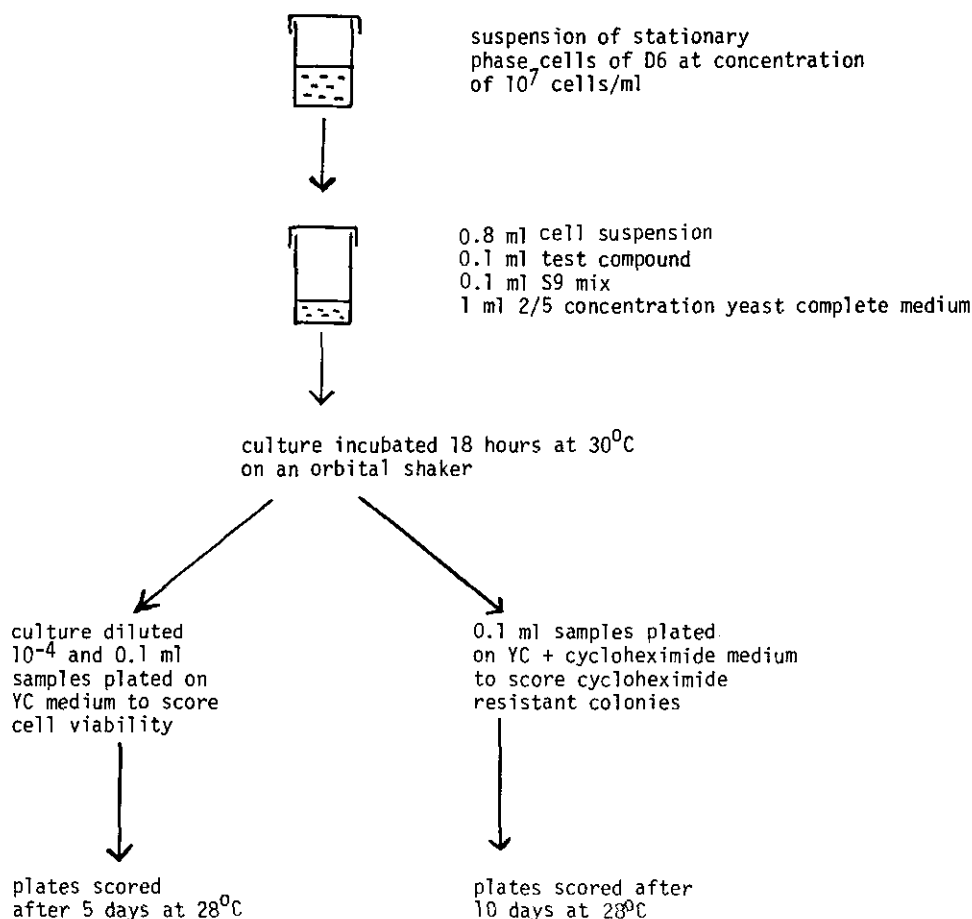 suspension of stationary
phase cells of D6 at concentration
of 10⁷ cells/ml
0.8 ml cell suspension
0.1 ml test compound
0.1 ml S9 mix
1 ml 2/5 concentration yeast complete medium
culture incubated 18 hours at 30⁰C
on an orbital shaker
culture diluted
10⁻⁴ and 0.1 ml
samples plated on
YC medium to score
cell viability
0.1 ml samples plated
on YC + cycloheximide medium
to score cycloheximide
resistant colonies
plates scored
after 5 days at 28⁰C
plates scored after
10 days at 28⁰C